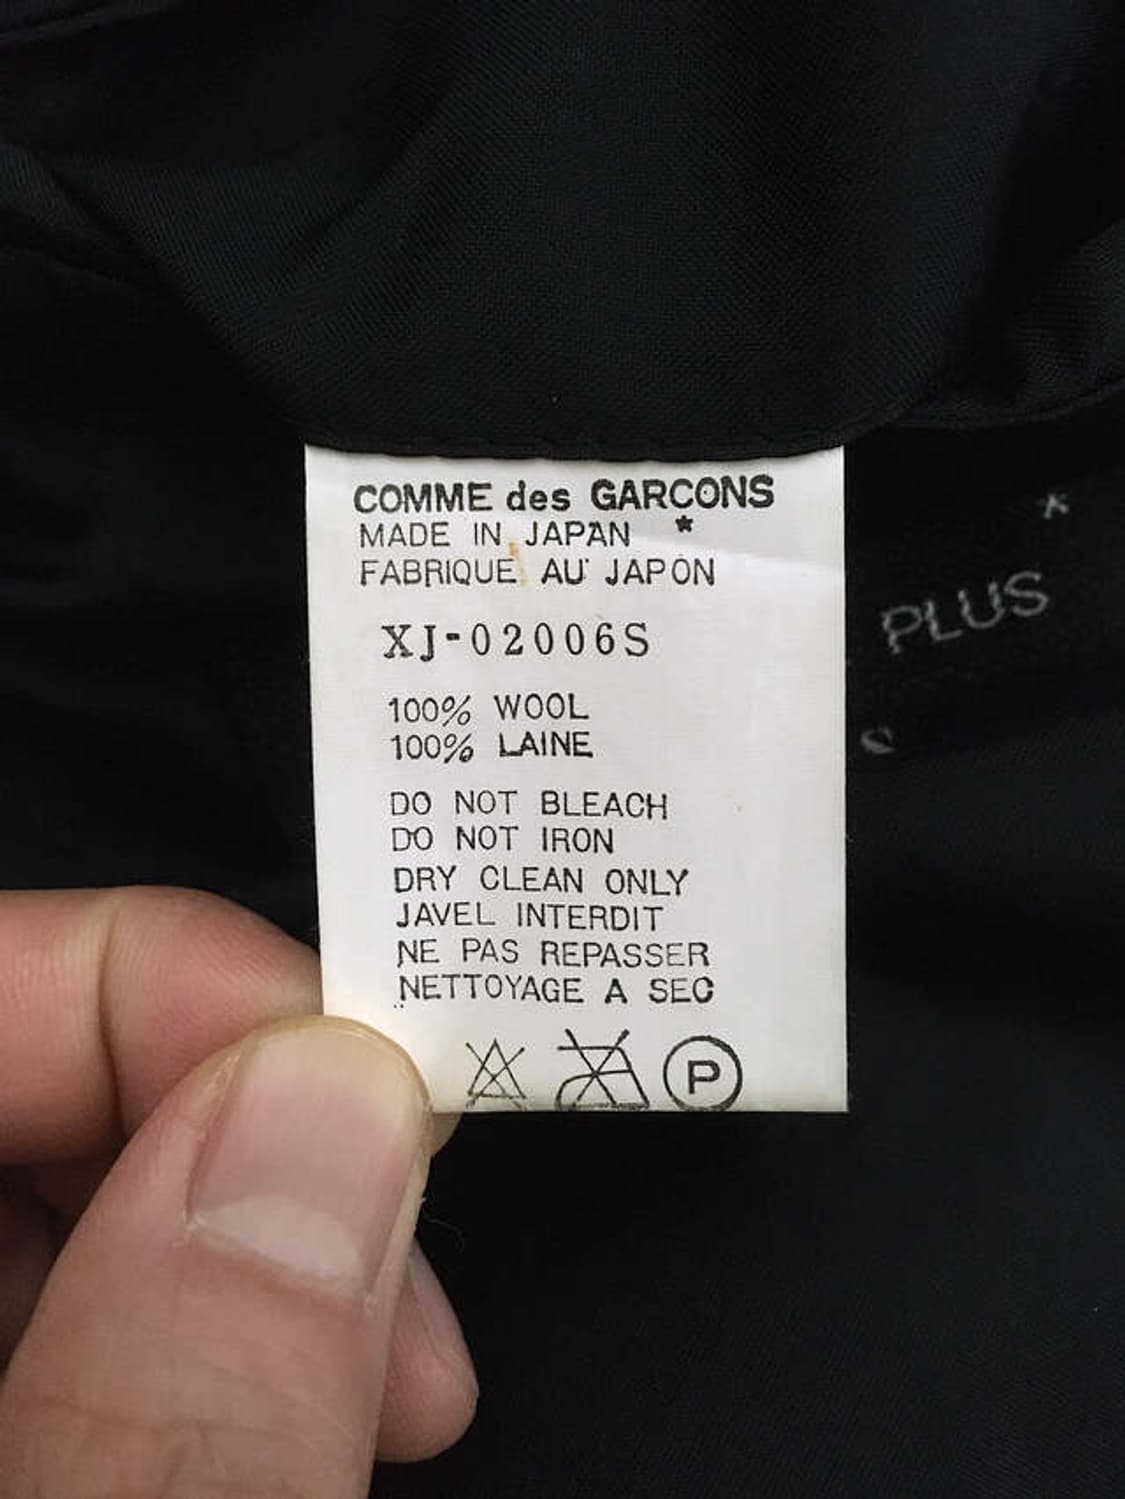 COMME des GARCONS
MADE IN JAPAN *
FABRIQUE AU JAPON
XJ-02006S
100% WOOL
100% LAINE
DO NOT BLEACH
DO NOT IRON
DRY CLEAN ONLY
JAVEL INTERDIT
NE PAS REPASSER
NETTOYAGE A SEC
P
*
PLUS